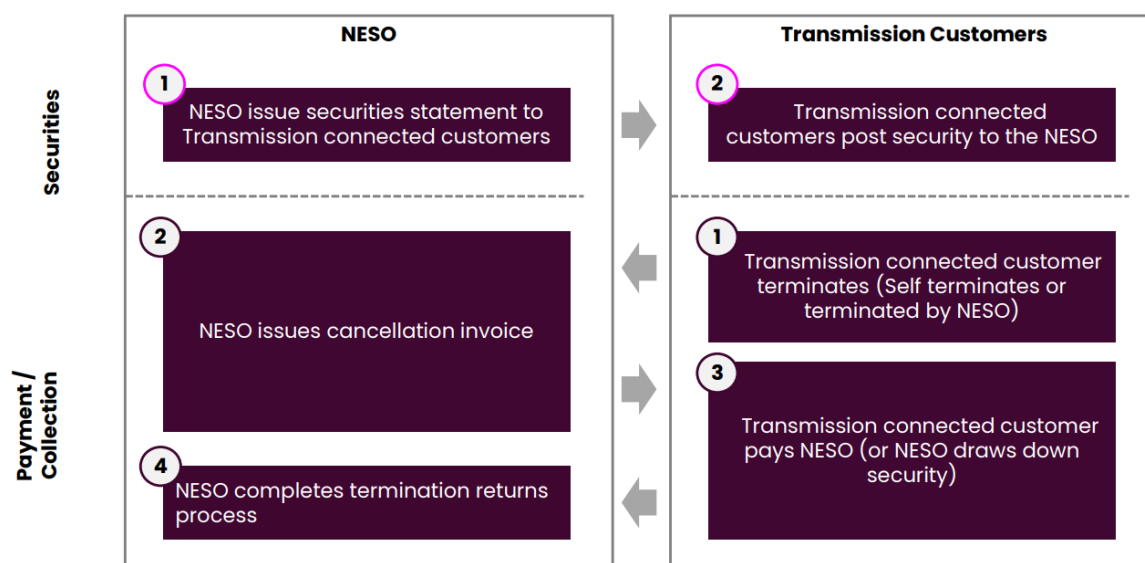 NESO
Transmission Customers
Securities
1
NESO issue securities statement to
Transmission connected customers
2
Transmission connected
customers post security to the NESO
Payment /
Collection
2
NESO issues cancellation invoice
1
Transmission connected customer
terminates (Self terminates or
terminated by NESO)
3
Transmission connected customer
pays NESO (or NESO draws down
security)
4
NESO completes termination returns
process